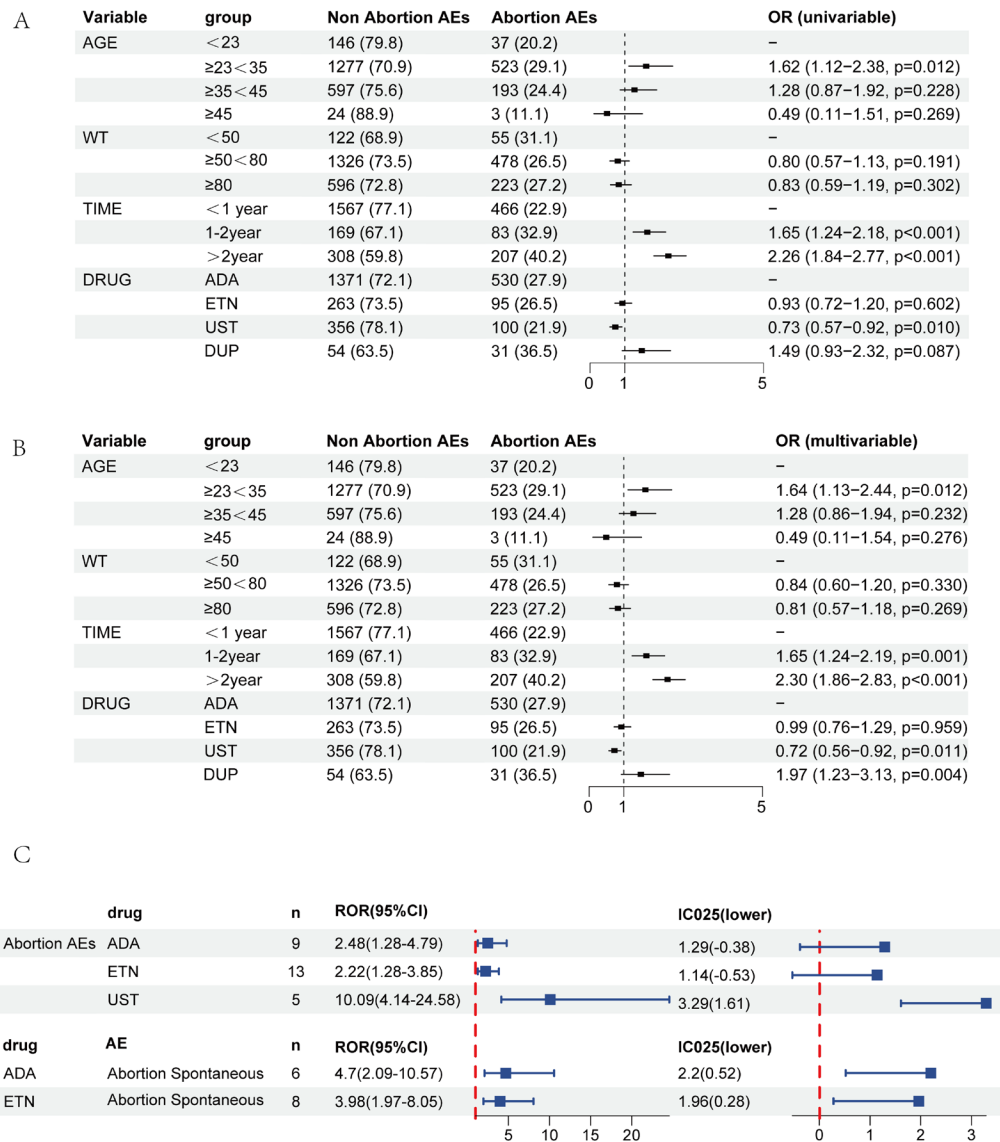 A
Variable group Non Abortion AEs Abortion AEs OR (univariable)
AGE <23 146 (79.8) 37 (20.2) −
≥23<35 1277 (70.9) 523 (29.1) 1.62 (1.12−2.38, p=0.012)
≥35<45 597 (75.6) 193 (24.4) 1.28 (0.87−1.92, p=0.228)
≥45 24 (88.9) 3 (11.1) 0.49 (0.11−1.51, p=0.269)
WT <50 122 (68.9) 55 (31.1) −
≥50<80 1326 (73.5) 478 (26.5) 0.80 (0.57−1.13, p=0.191)
≥80 596 (72.8) 223 (27.2) 0.83 (0.59−1.19, p=0.302)
TIME <1 year 1567 (77.1) 466 (22.9) −
1-2year 169 (67.1) 83 (32.9) 1.65 (1.24−2.18, p<0.001)
>2year 308 (59.8) 207 (40.2) 2.26 (1.84−2.77, p<0.001)
DRUG ADA 1371 (72.1) 530 (27.9) −
ETN 263 (73.5) 95 (26.5) 0.93 (0.72−1.20, p=0.602)
UST 356 (78.1) 100 (21.9) 0.73 (0.57−0.92, p=0.010)
DUP 54 (63.5) 31 (36.5) 1.49 (0.93−2.32, p=0.087)
0 1 5
B
Variable group Non Abortion AEs Abortion AEs OR (multivariable)
AGE <23 146 (79.8) 37 (20.2) −
≥23<35 1277 (70.9) 523 (29.1) 1.64 (1.13−2.44, p=0.012)
≥35<45 597 (75.6) 193 (24.4) 1.28 (0.86−1.94, p=0.232)
≥45 24 (88.9) 3 (11.1) 0.49 (0.11−1.54, p=0.276)
WT <50 122 (68.9) 55 (31.1) −
≥50<80 1326 (73.5) 478 (26.5) 0.84 (0.60−1.20, p=0.330)
≥80 596 (72.8) 223 (27.2) 0.81 (0.57−1.18, p=0.269)
TIME <1 year 1567 (77.1) 466 (22.9) −
1-2year 169 (67.1) 83 (32.9) 1.65 (1.24−2.19, p=0.001)
>2year 308 (59.8) 207 (40.2) 2.30 (1.86−2.83, p<0.001)
DRUG ADA 1371 (72.1) 530 (27.9) −
ETN 263 (73.5) 95 (26.5) 0.99 (0.76−1.29, p=0.959)
UST 356 (78.1) 100 (21.9) 0.72 (0.56−0.92, p=0.011)
DUP 54 (63.5) 31 (36.5) 1.97 (1.23−3.13, p=0.004)
0 1 5
C
drug n ROR(95%CI) IC025(lower)
Abortion AEs ADA 9 2.48(1.28-4.79) 1.29(-0.38)
ETN 13 2.22(1.28-3.85) 1.14(-0.53)
UST 5 10.09(4.14-24.58) 3.29(1.61)
drug AE n ROR(95%CI) IC025(lower)
ADA Abortion Spontaneous 6 4.7(2.09-10.57) 2.2(0.52)
ETN Abortion Spontaneous 8 3.98(1.97-8.05) 1.96(0.28)
5 10 15 20 0 1 2 3